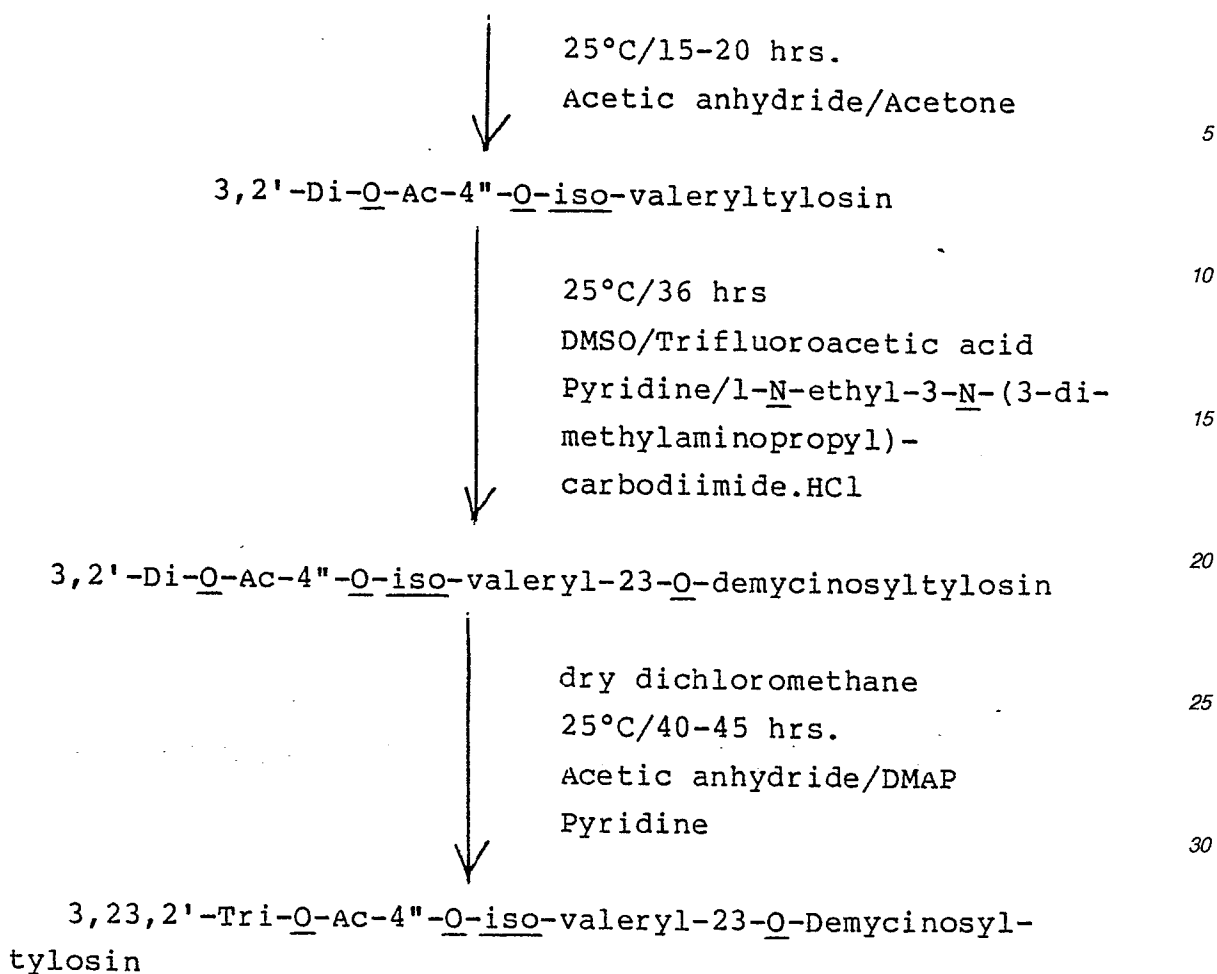 25°C/15-20 hrs.
Acetic anhydride/Acetone
5
3,2'-Di-O-Ac-4"-O-iso-valeryltylosin
10
25°C/36 hrs
DMSO/Trifluoroacetic acid
Pyridine/l-N-ethyl-3-N-(3-di-
15
methylaminopropyl)-
carbodiimide.HCl
20
3,2'-Di-O-Ac-4"-O-iso-valeryl-23-O-demycinosyltylosin
dry dichloromethane
25
25°C/40-45 hrs.
Acetic anhydride/DMAP
Pyridine
30
3,23,2'-Tri-O-Ac-4"-O-iso-valeryl-23-O-Demycinosyl-
tylosin